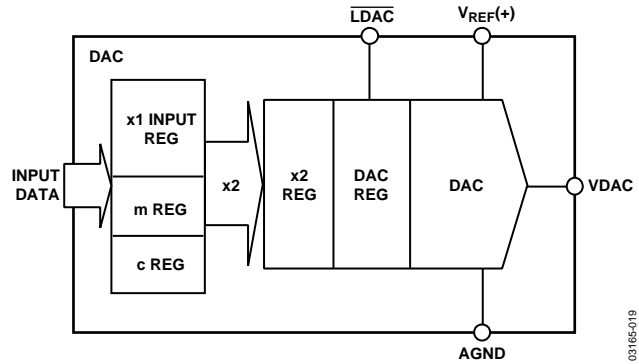 LDAC
VREF(+)
DAC
x1 INPUT
REG
m REG
c REG
INPUT
DATA
x2
x2
REG
DAC
REG
DAC
VDAC
AGND
03165-019